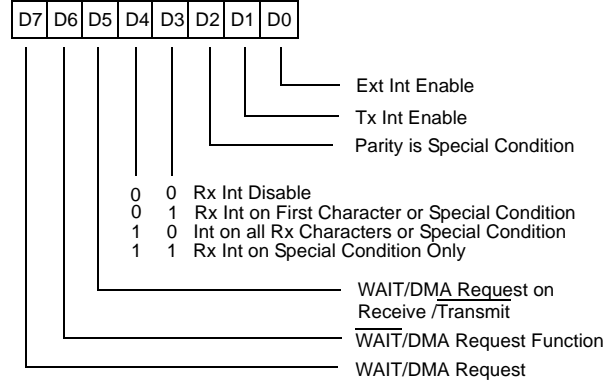 D7 D6 D5 D4 D3 D2 D1 D0
Ext Int Enable
Tx Int Enable
Parity is Special Condition
0 0 Rx Int Disable
0 1 Rx Int on First Character or Special Condition
1 0 Int on all Rx Characters or Special Condition
1 1 Rx Int on Special Condition Only
WAIT/DMA Request on
Receive /Transmit
WAIT/DMA Request Function
WAIT/DMA Request